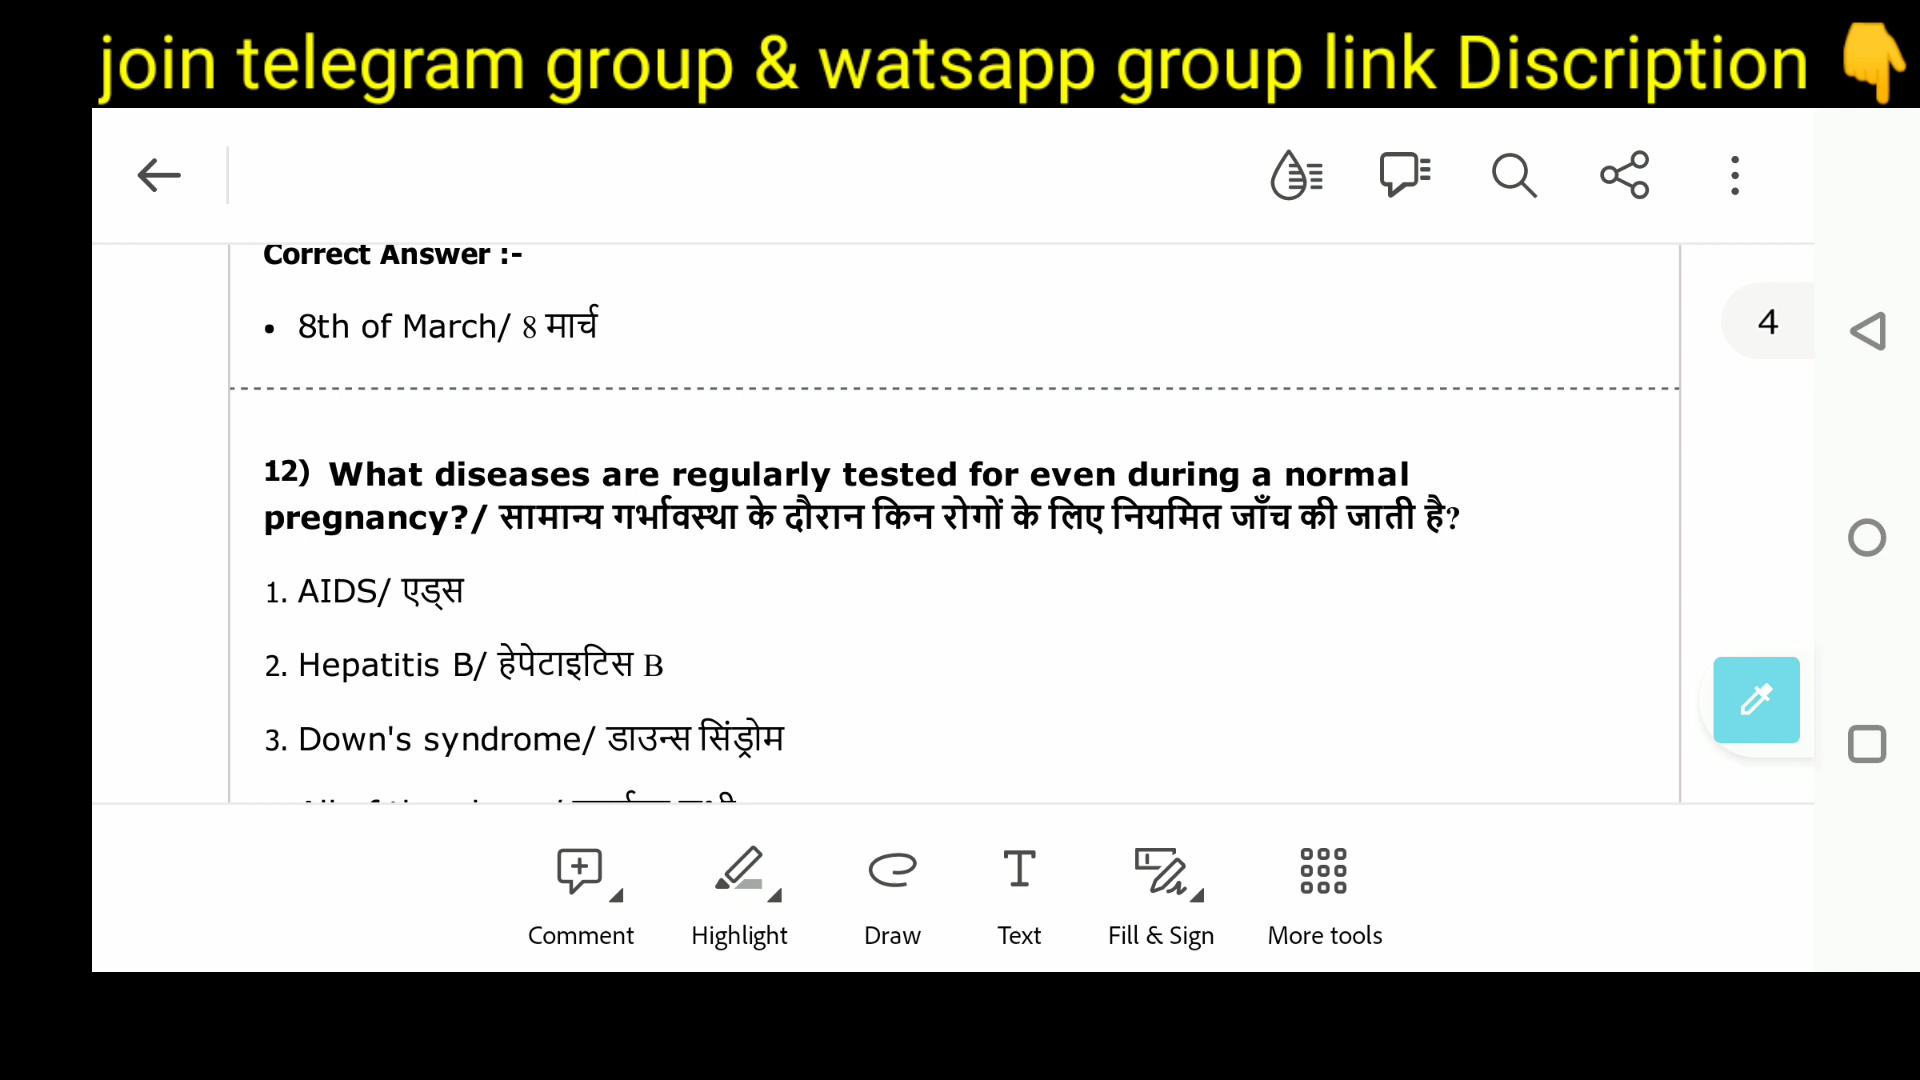 join telegram group & watsapp group link Discription 👇
Correct Answer :-
• 8th of March/ 8 मार्च
4
12) What diseases are regularly tested for even during a normal
pregnancy?/ सामान्य गर्भावस्था के दौरान किन रोगों के लिए नियमित जाँच की जाती है?
1. AIDS/ एड्स
2. Hepatitis B/ हेपेटाइटिस B
3. Down's syndrome/ डाउन्स सिंड्रोम
Comment Highlight Draw Text Fill & Sign More tools